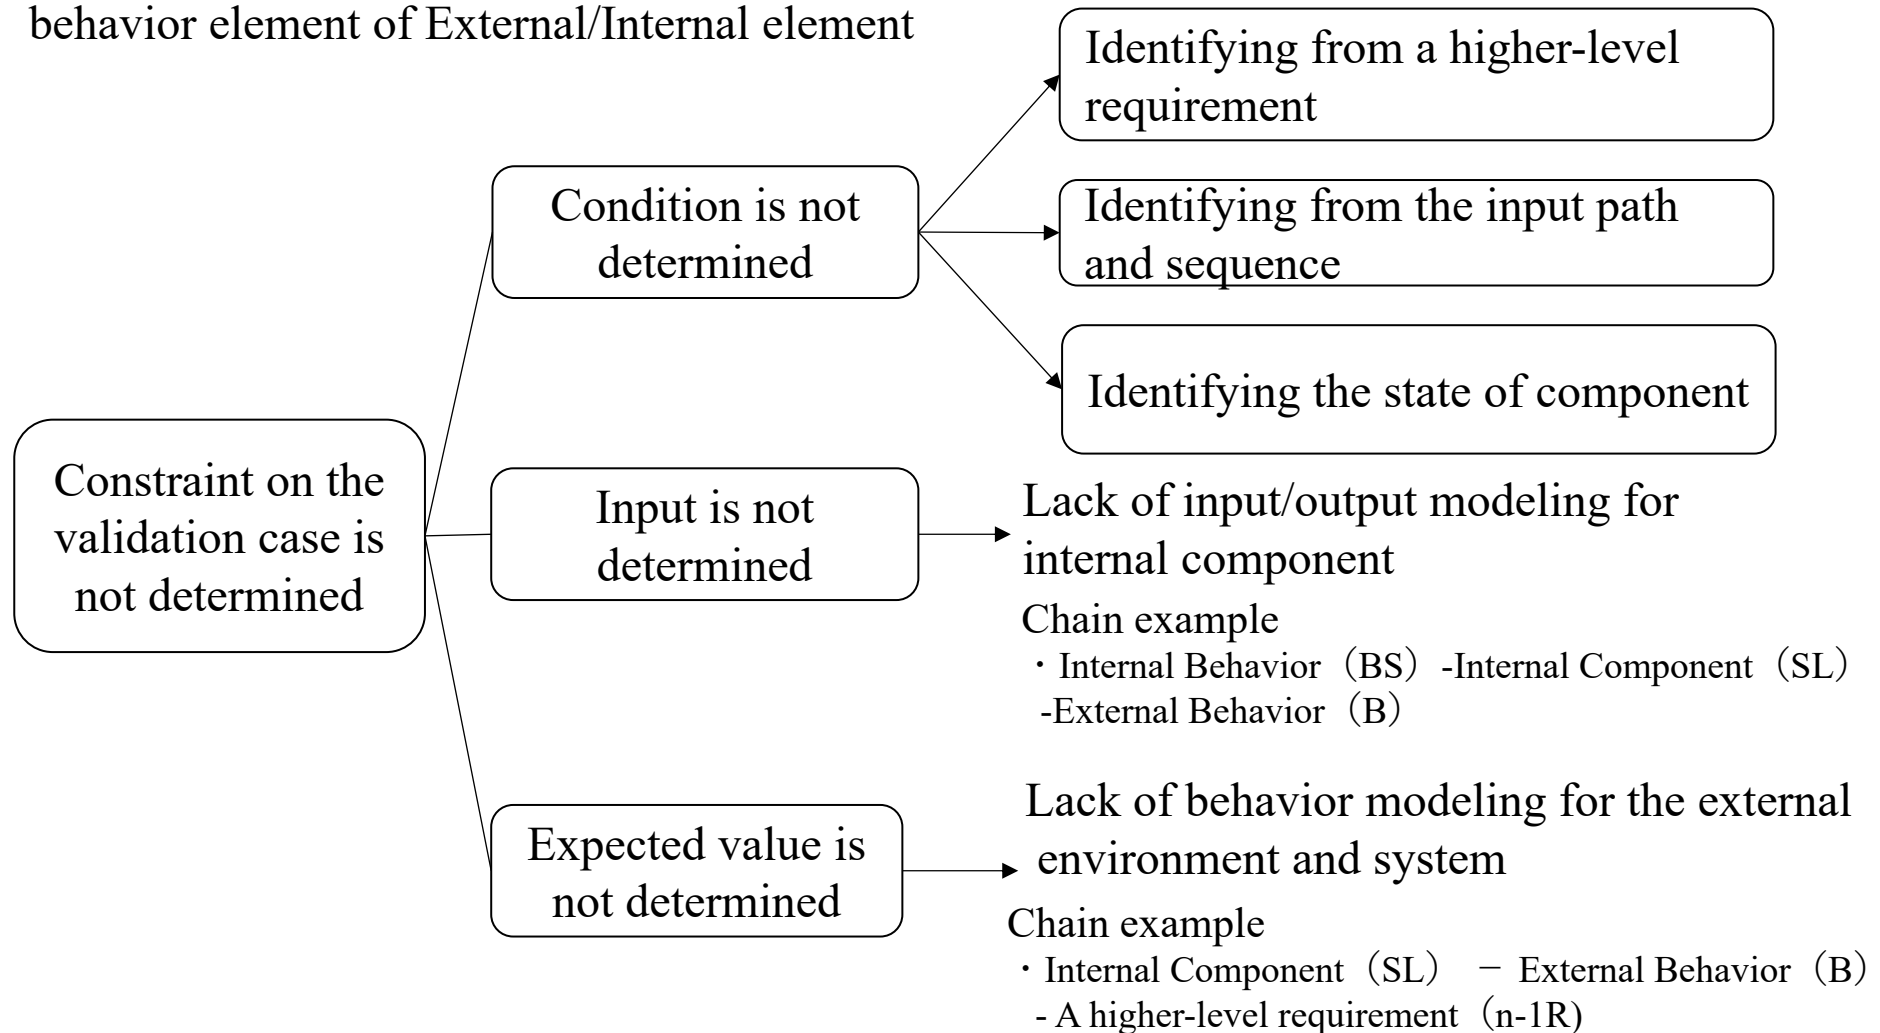 behavior element of External/Internal element
Identifying from a higher-level
requirement
Condition is not
determined
Identifying from the input path
and sequence
Identifying the state of component
Constraint on the
validation case is
not determined
Input is not
determined
Lack of input/output modeling for
internal component
Chain example
・Internal Behavior（BS）-Internal Component（SL）
-External Behavior（B）
Expected value is
not determined
Lack of behavior modeling for the external
environment and system
Chain example
・Internal Component（SL） － External Behavior（B）
- A higher-level requirement（n-1R)